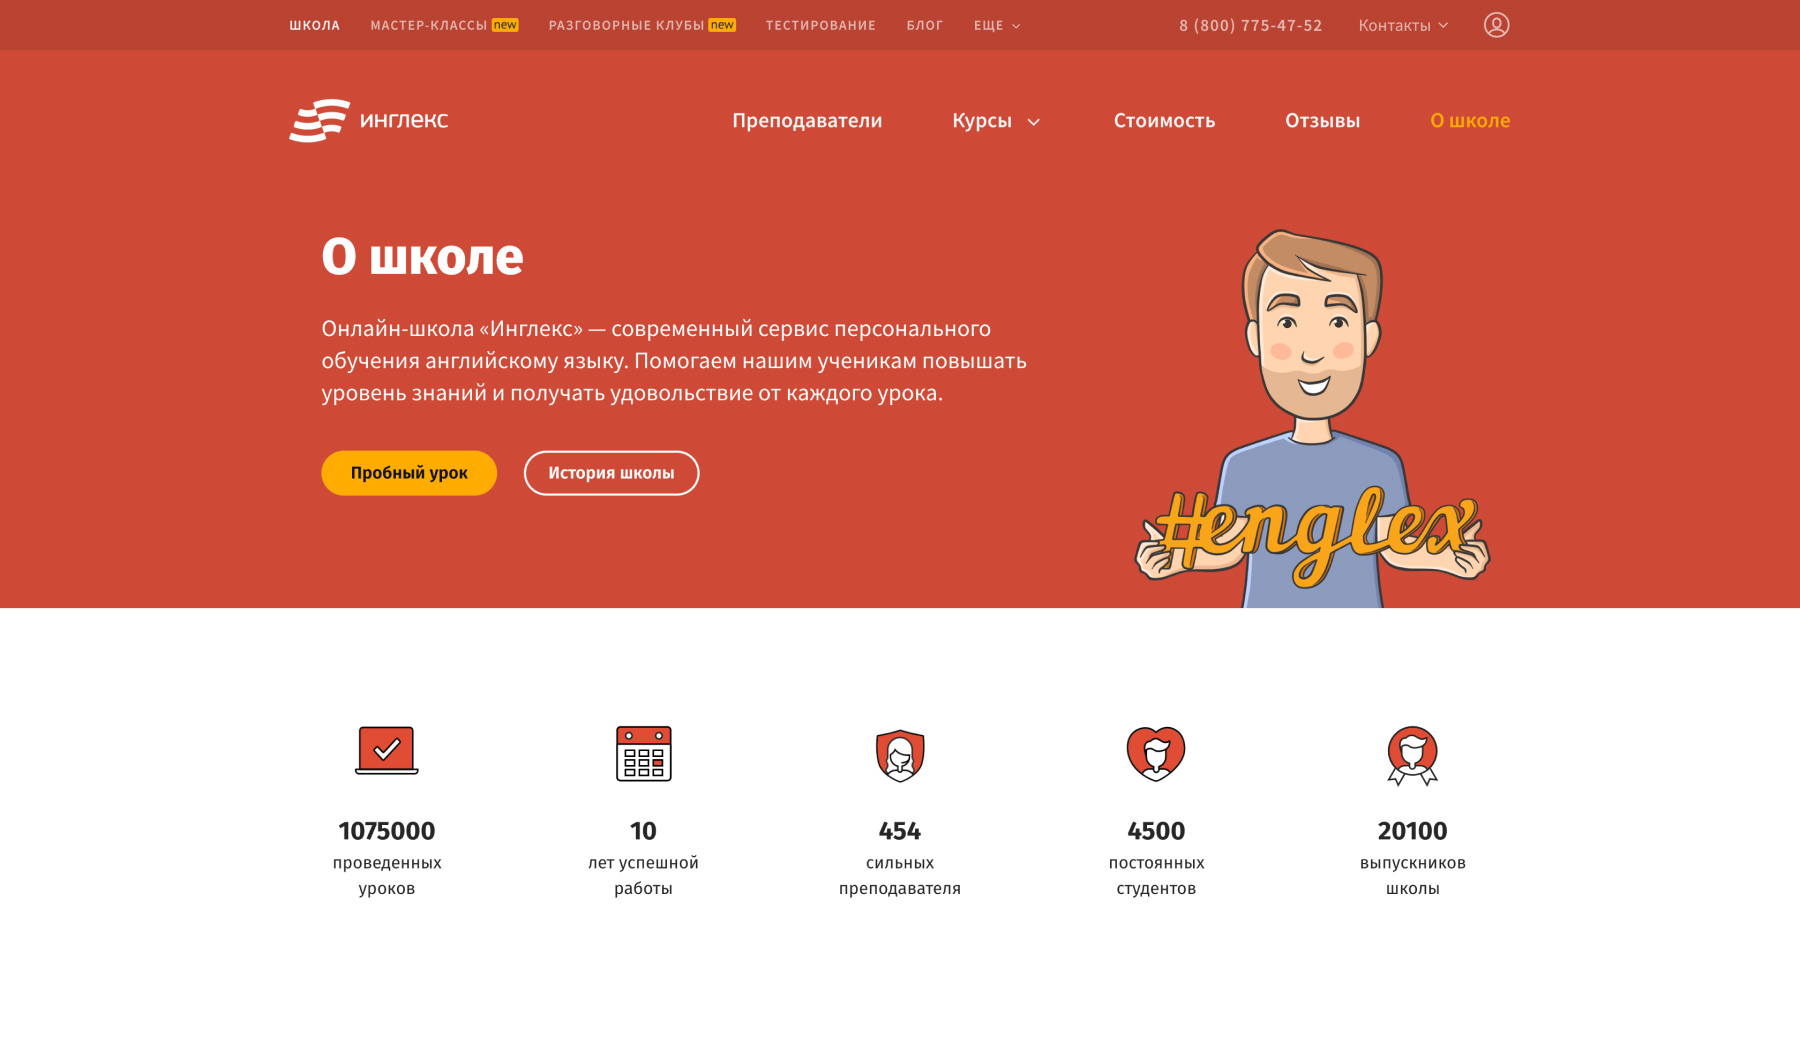 ШКОЛА МАСТЕР-КЛАССЫ new РАЗГОВОРНЫЕ КЛУБЫ new ТЕСТИРОВАНИЕ БЛОГ ЕЩЕ 8 (800) 775-47-52 Контакты
инглекс Преподаватели Курсы Стоимость Отзывы О школе
О школе
Онлайн-школа «Инглекс» — современный сервис персонального
обучения английскому языку. Помогаем нашим ученикам повышать
уровень знаний и получать удовольствие от каждого урока.
Пробный урок История школы
#englex
1075000 10 454 4500 20100
проведенных лет успешной сильных постоянных выпускников
уроков работы преподавателя студентов школы